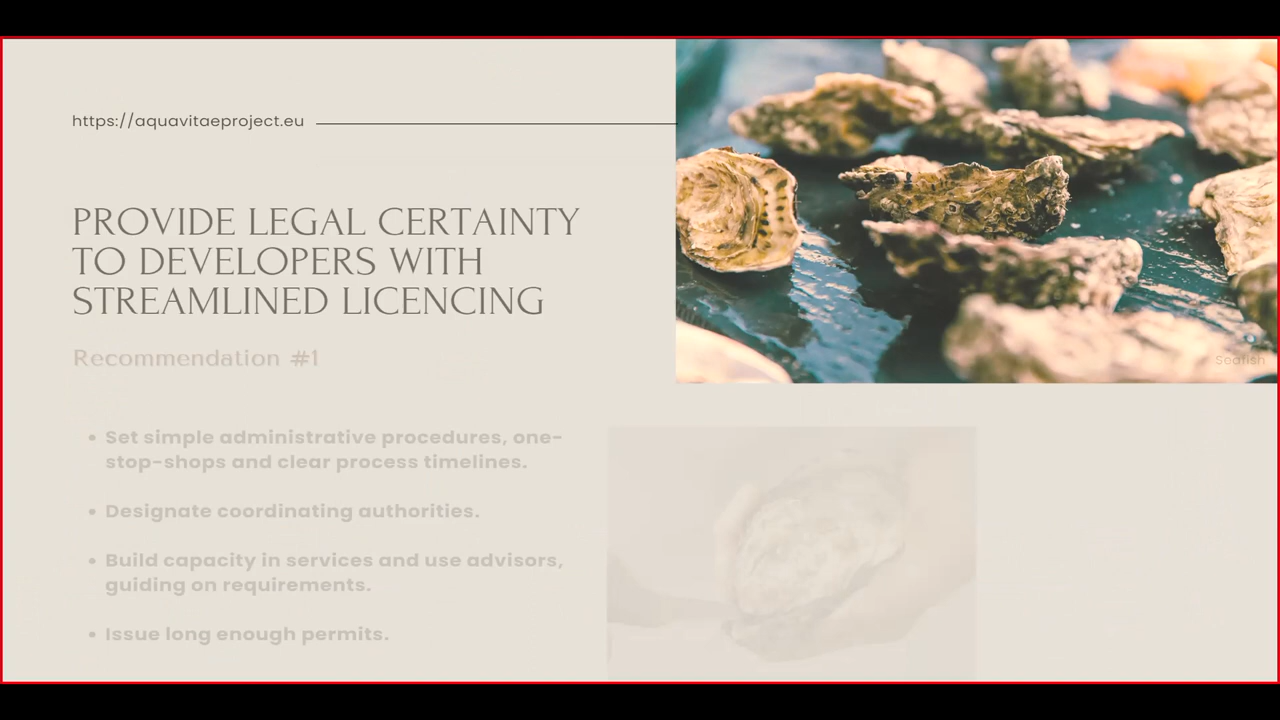 https://aquavitaeproject.eu
PROVIDE LEGAL CERTAINTY
TO DEVELOPERS WITH
STREAMLINED LICENCING
Recommendation #1
Seafish
• Set simple administrative procedures, one-
stop-shops and clear process timelines.
• Designate coordinating authorities.
• Build capacity in services and use advisors,
guiding on requirements.
• Issue long enough permits.